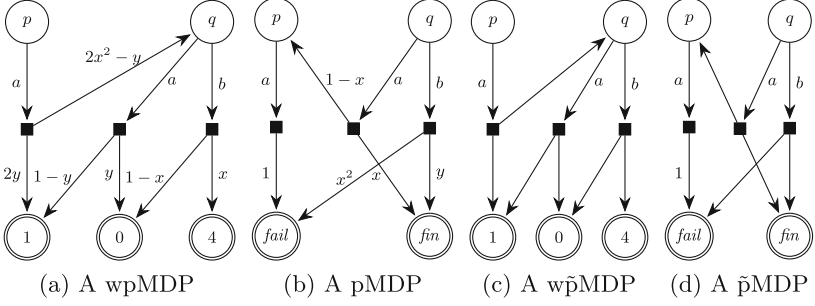 p q p q p q p q
2x² − y
a a b a 1 − x a b a a b a a b
2y 1 − y y 1 − x x 1 x² x y 1
1 0 4 fail fin 1 0 4 fail fin
(a) A wpMDP (b) A pMDP (c) A wp̃MDP (d) A p̃MDP